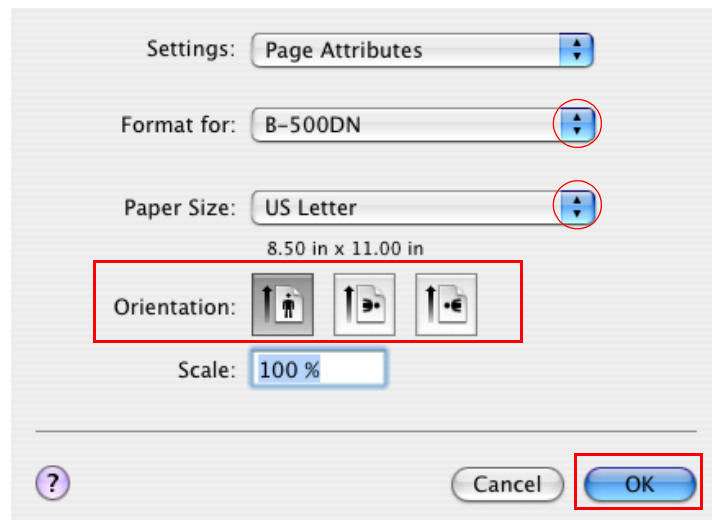 Settings: Page Attributes
Format for: B-500DN
Paper Size: US Letter
8.50 in x 11.00 in
Orientation:
Scale: 100 %
? Cancel OK